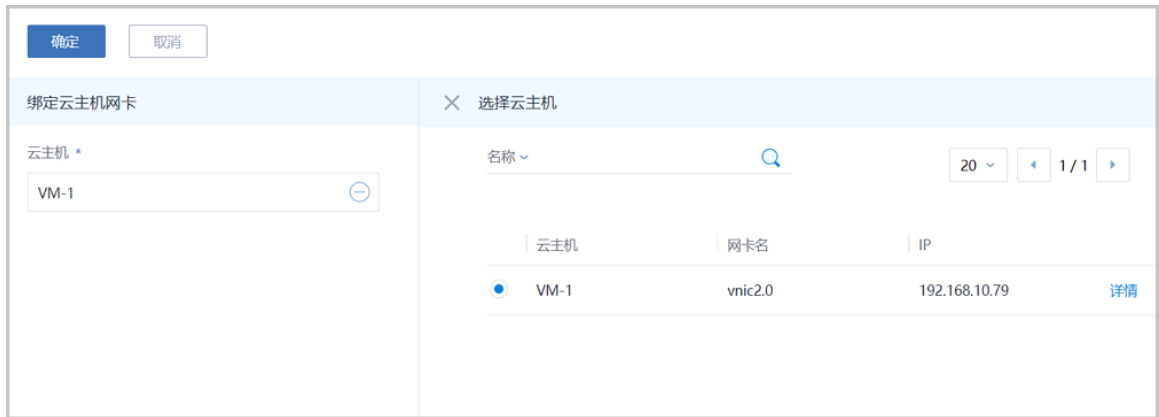 确定 取消
绑定云主机网卡
云主机 *
VM-1
选择云主机
名称
20 1 / 1
云主机 网卡名 IP
VM-1 vnic2.0 192.168.10.79 详情